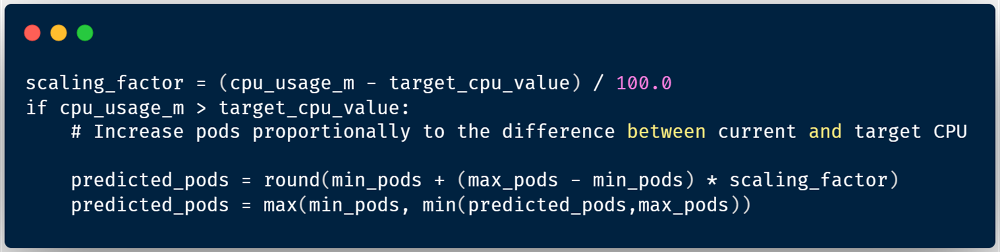 scaling_factor = (cpu_usage_m - target_cpu_value) / 100.0
if cpu_usage_m > target_cpu_value:
    # Increase pods proportionally to the difference between current and target CPU
    predicted_pods = round(min_pods + (max_pods - min_pods) * scaling_factor)
    predicted_pods = max(min_pods, min(predicted_pods,max_pods))